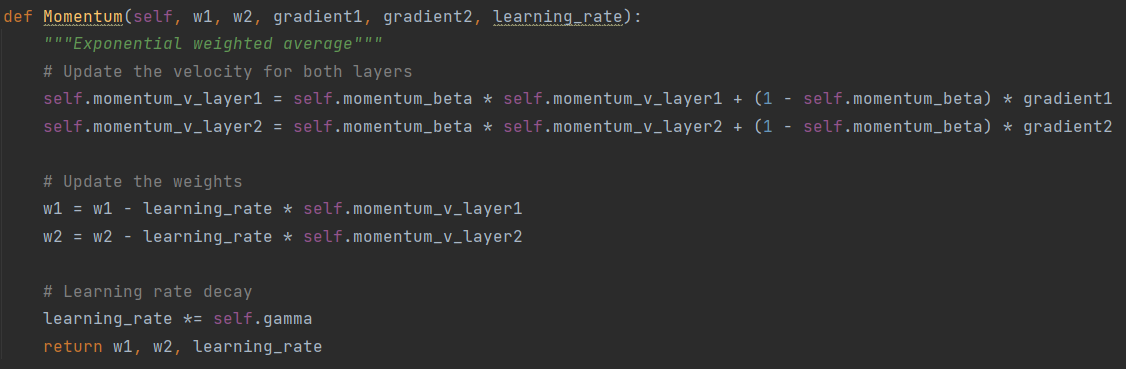 def Momentum(self, w1, w2, gradient1, gradient2, learning_rate):
"""Exponential weighted average"""
# Update the velocity for both layers
self.momentum_v_layer1 = self.momentum_beta * self.momentum_v_layer1 + (1 - self.momentum_beta) * gradient1
self.momentum_v_layer2 = self.momentum_beta * self.momentum_v_layer2 + (1 - self.momentum_beta) * gradient2
# Update the weights
w1 = w1 - learning_rate * self.momentum_v_layer1
w2 = w2 - learning_rate * self.momentum_v_layer2
# Learning rate decay
learning_rate *= self.gamma
return w1, w2, learning_rate